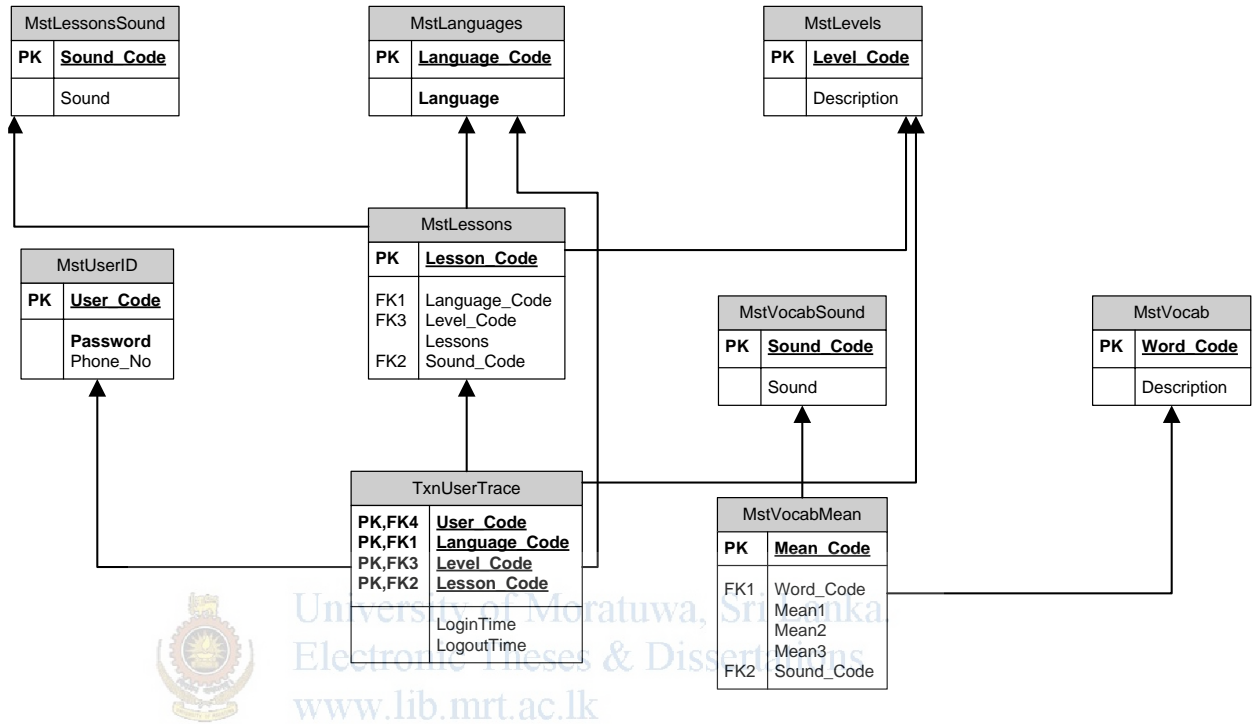 MstLessonsSound
PK Sound_Code
Sound
MstLanguages
PK Language_Code
Language
MstLevels
PK Level_Code
Description
MstLessons
PK Lesson_Code
FK1 Language_Code
FK3 Level_Code
Lessons
FK2 Sound_Code
MstUserID
PK User_Code
Password
Phone_No
MstVocabSound
PK Sound_Code
Sound
MstVocab
PK Word_Code
Description
TxnUserTrace
PK,FK4 User_Code
PK,FK1 Language_Code
PK,FK3 Level_Code
PK,FK2 Lesson_Code
LoginTime
LogoutTime
MstVocabMean
PK Mean_Code
FK1 Word_Code
Mean1
Mean2
Mean3
FK2 Sound_Code
University of Moratuwa, Sri Lanka.
Electronic Theses & Dissertations
www.lib.mrt.ac.lk